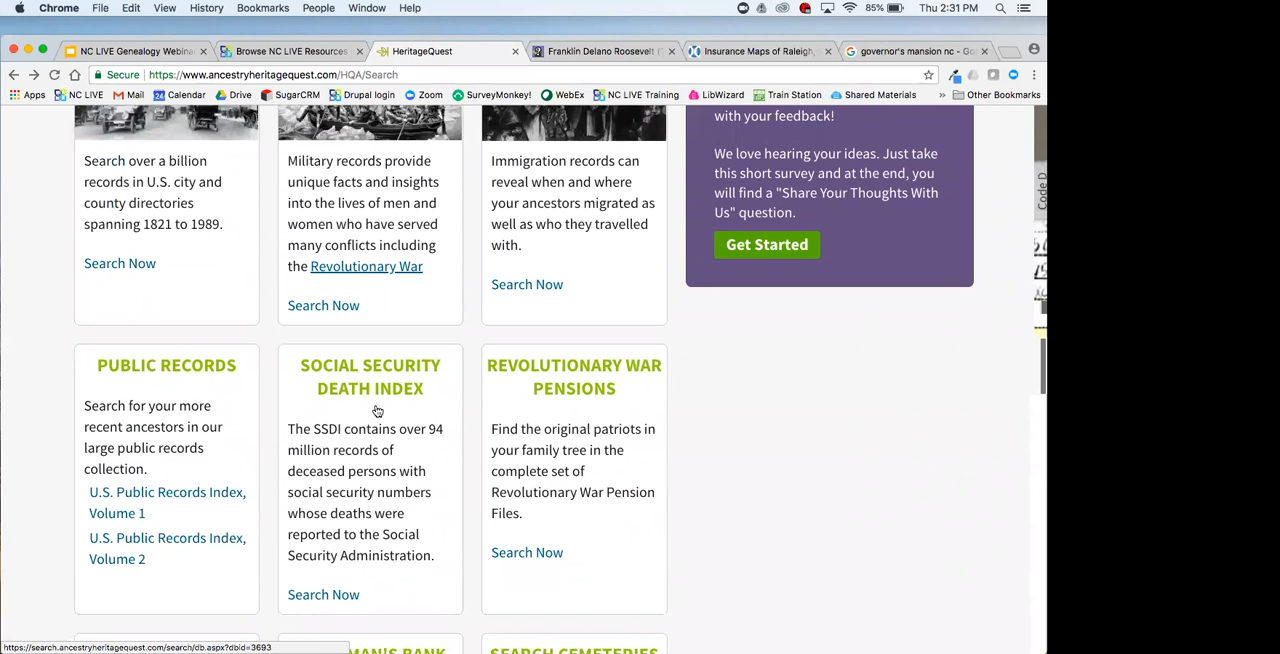 Chrome File Edit View History Bookmarks People Window Help 85% Thu 2:31 PM
NC LIVE Genealogy Webina × Browse NC LIVE Resources × HeritageQuest × Franklin Delano Roosevelt (1 × Insurance Maps of Raleigh, × governor's mansion nc - Go ×
Secure https://www.ancestryheritagequest.com/HQA/Search
Apps NC LIVE Mail Calendar Drive SugarCRM Drupal login Zoom SurveyMonkey! WebEx NC LIVE Training LibWizard Train Station Shared Materials » Other Bookmarks
Search over a billion
records in U.S. city and
county directories
spanning 1821 to 1989.
Search Now
Military records provide
unique facts and insights
into the lives of men and
women who have served
many conflicts including
the Revolutionary War
Search Now
Immigration records can
reveal when and where
your ancestors migrated as
well as who they travelled
with.
Search Now
with your feedback!
We love hearing your ideas. Just take
this short survey and at the end, you
will find a "Share Your Thoughts With
Us" question.
Get Started
Code D
PUBLIC RECORDS
Search for your more
recent ancestors in our
large public records
collection.
U.S. Public Records Index,
Volume 1
U.S. Public Records Index,
Volume 2
SOCIAL SECURITY
DEATH INDEX
The SSDI contains over 94
million records of
deceased persons with
social security numbers
whose deaths were
reported to the Social
Security Administration.
Search Now
REVOLUTIONARY WAR
PENSIONS
Find the original patriots in
your family tree in the
complete set of
Revolutionary War Pension
Files.
Search Now
https://search.ancestryheritagequest.com/search/db.aspx?dbid=3693
MAN'S BANK
SEARCH CEMETERIES